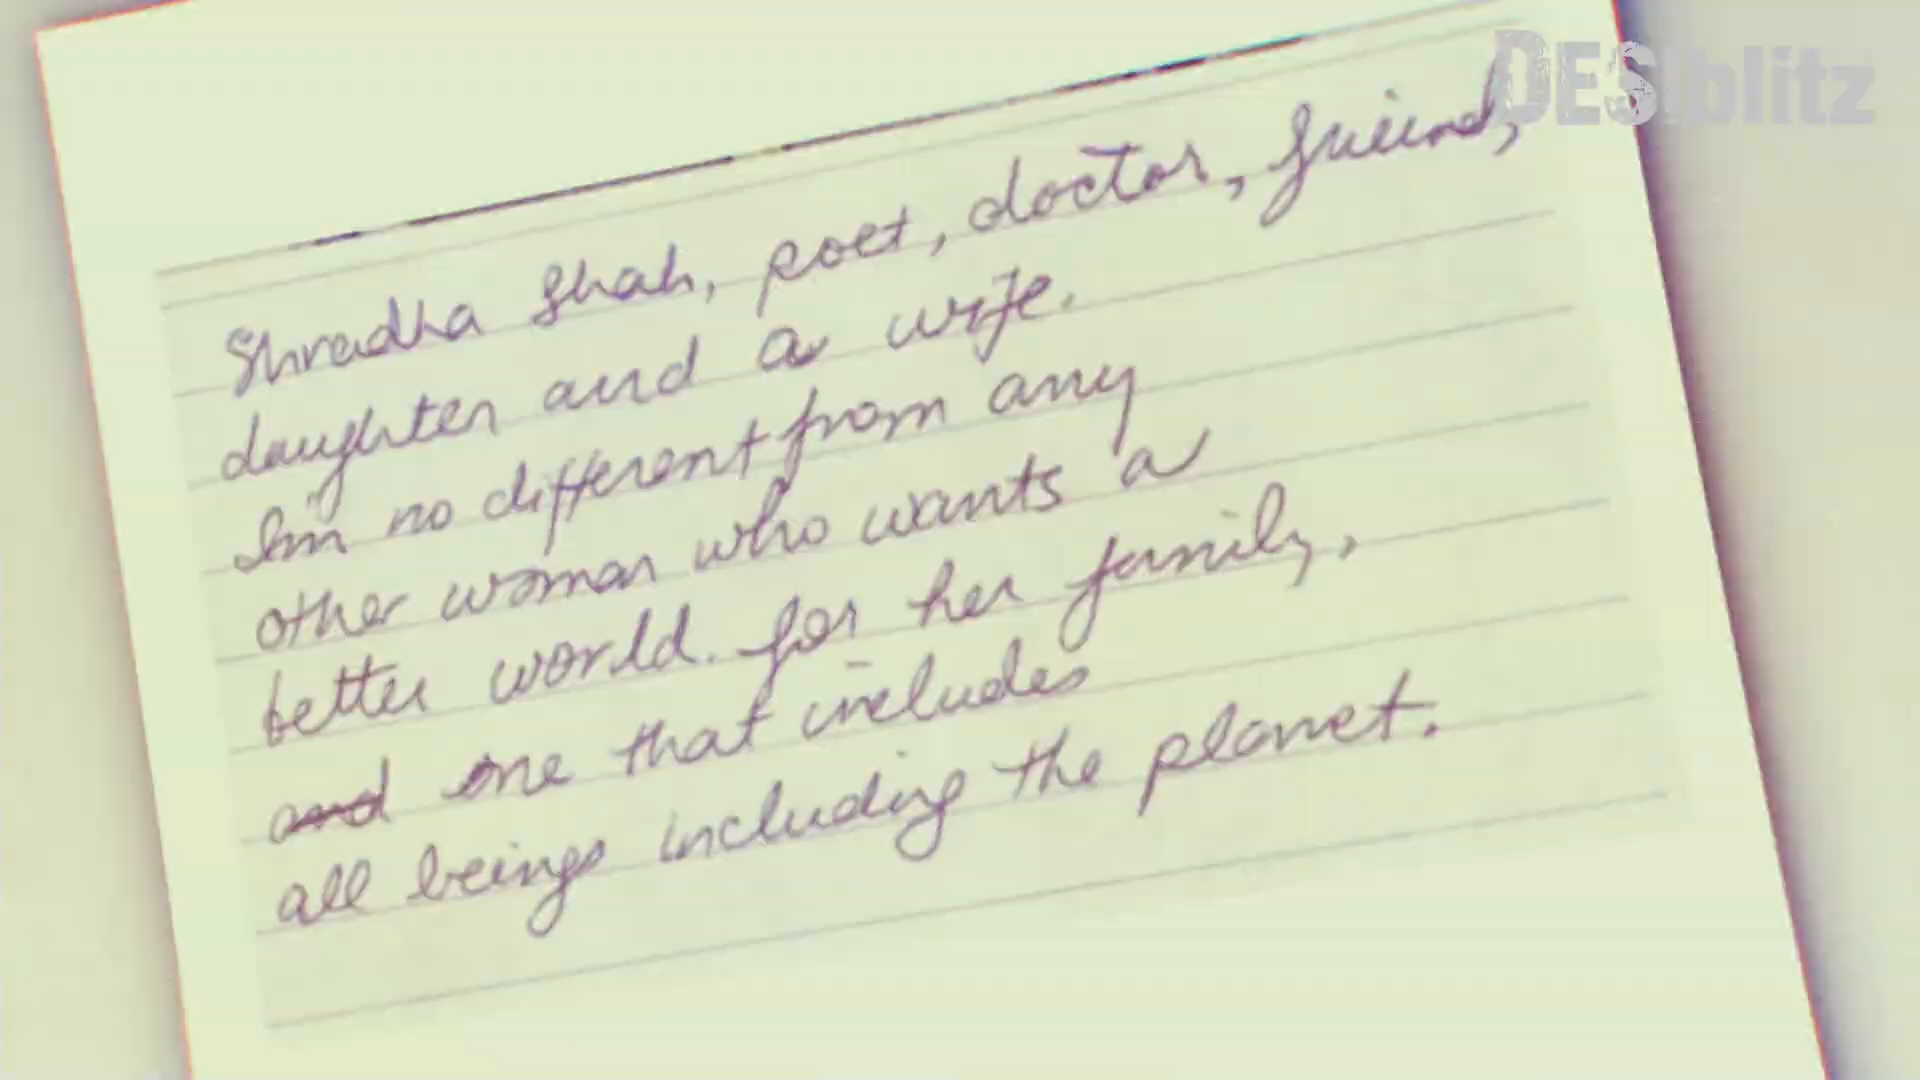 DESIblitz
Shradha Shah, poet, doctor, friend,
daughter and a wife.
I'm no different from any
other woman who wants a
better world. for her family,
and one that includes
all beings including the planet.